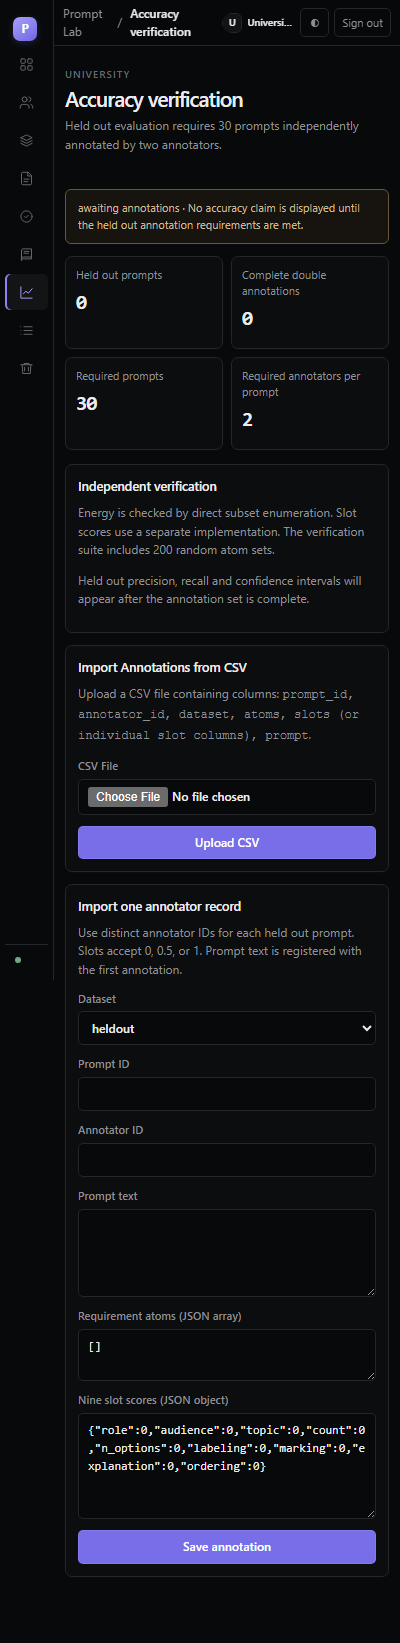 P
Prompt
Lab
/
Accuracy
verification
U
Universi...
Sign out
UNIVERSITY
Accuracy verification
Held out evaluation requires 30 prompts independently
annotated by two annotators.
awaiting annotations · No accuracy claim is displayed until
the held out annotation requirements are met.
Held out prompts
0
Complete double
annotations
0
Required prompts
30
Required annotators per
prompt
2
Independent verification
Energy is checked by direct subset enumeration. Slot
scores use a separate implementation. The verification
suite includes 200 random atom sets.
Held out precision, recall and confidence intervals will
appear after the annotation set is complete.
Import Annotations from CSV
Upload a CSV file containing columns: prompt_id,
annotator_id, dataset, atoms, slots (or
individual slot columns), prompt.
CSV File
Choose File No file chosen
Upload CSV
Import one annotator record
Use distinct annotator IDs for each held out prompt.
Slots accept 0, 0.5, or 1. Prompt text is registered with
the first annotation.
Dataset
heldout
Prompt ID
Annotator ID
Prompt text
Requirement atoms (JSON array)
[]
Nine slot scores (JSON object)
{"role":0,"audience":0,"topic":0,"count":0
,"n_options":0,"labeling":0,"marking":0,"e
xplanation":0,"ordering":0}
Save annotation